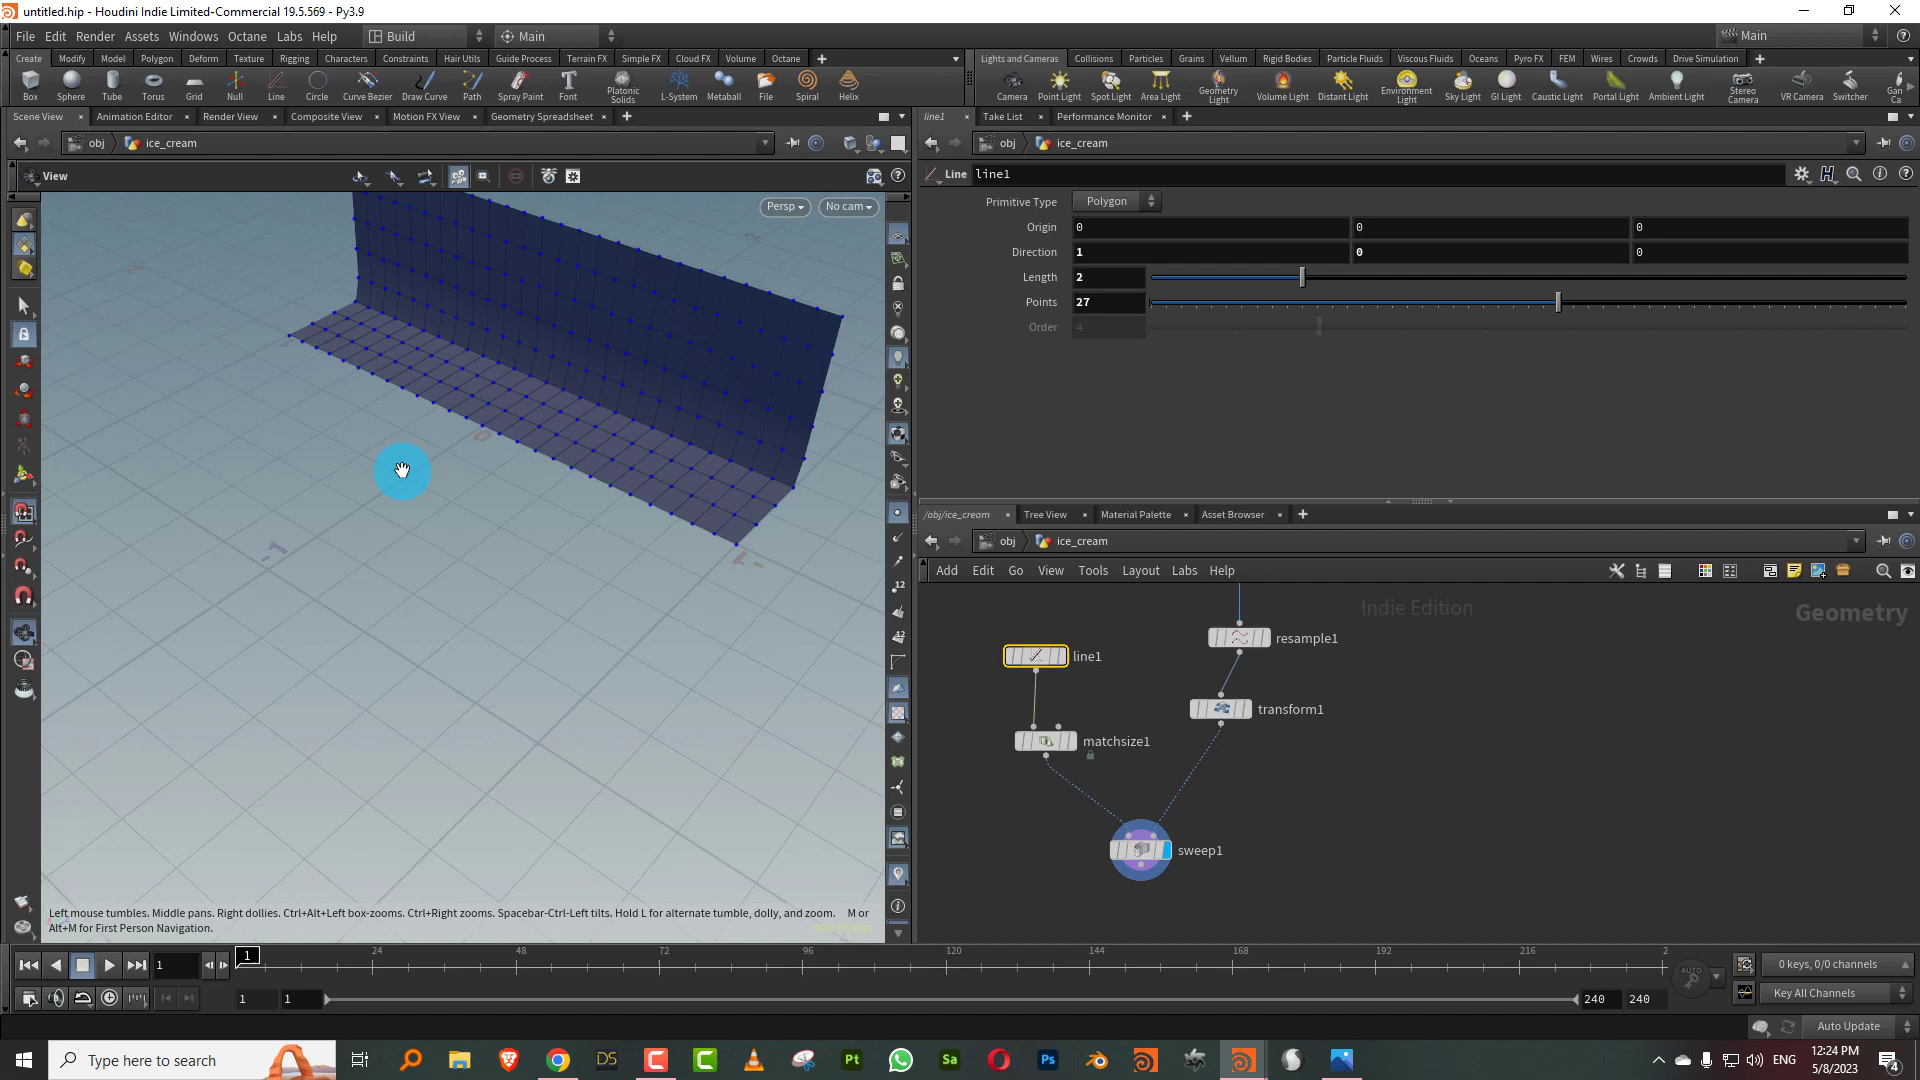 untitled.hip - Houdini Indie Limited-Commercial 19.5.569 - Py3.9
File Edit Render Assets Windows Octane Labs Help Build Main Main
Create Modify Model Polygon Deform Texture Rigging Characters Constraints Hair Utils Guide Process Terrain FX Simple FX Cloud FX Volume Octane
Lights and Cameras Collisions Particles Grains Vellum Rigid Bodies Particle Fluids Viscous Fluids Oceans Pyro FX FEM Wires Crowds Drive Simulation
Box Sphere Tube Torus Grid Null Line Circle Curve Bezier Draw Curve Path Spray Paint Font Platonic Solids L-System Metaball File Spiral Helix
Camera Point Light Spot Light Area Light Geometry Light Volume Light Distant Light Environment Light Sky Light GI Light Caustic Light Portal Light Ambient Light Stereo Camera VR Camera Switcher
Scene View Animation Editor Render View Composite View Motion FX View Geometry Spreadsheet
line1 Take List Performance Monitor
obj ice_cream
obj ice_cream
View
Line line1
Persp No cam
Primitive Type Polygon
Origin 0 0 0
Direction 1 0 0
Length 2
Points 27
Order 4
/obj/ice_cream Tree View Material Palette Asset Browser
obj ice_cream
Add Edit Go View Tools Layout Labs Help
Indie Edition
Geometry
resample1
line1
transform1
matchsize1
sweep1
Left mouse tumbles. Middle pans. Right dollies. Ctrl+Alt+Left box-zooms. Ctrl+Right zooms. Spacebar-Ctrl-Left tilts. Hold L for alternate tumble, dolly, and zoom. M or
Alt+M for First Person Navigation.
Indie Edition
1 1 24 48 72 96 120 144 168 192 216 2
AUTO
0 keys, 0/0 channels
1 1 240 240
Key All Channels
Auto Update
Type here to search
ENG
12:24 PM
5/8/2023
4